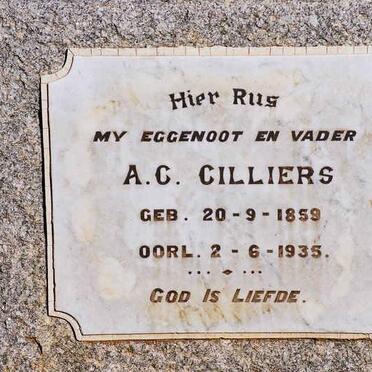 Hier Rus
MY EGGENOOT EN VADER
A.C. CILLIERS
GEB. 20-9-1859
OORL. 2-6-1935.
GOD IS LIEFDE.